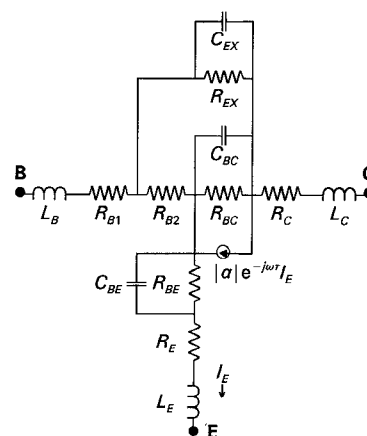 C_EX
R_EX
C_BC
B
C
L_B
R_B1
R_B2
R_BC
R_C
L_C
C_BE
R_BE
|α| e^-jωτ I_E
R_E
I_E
L_E
E